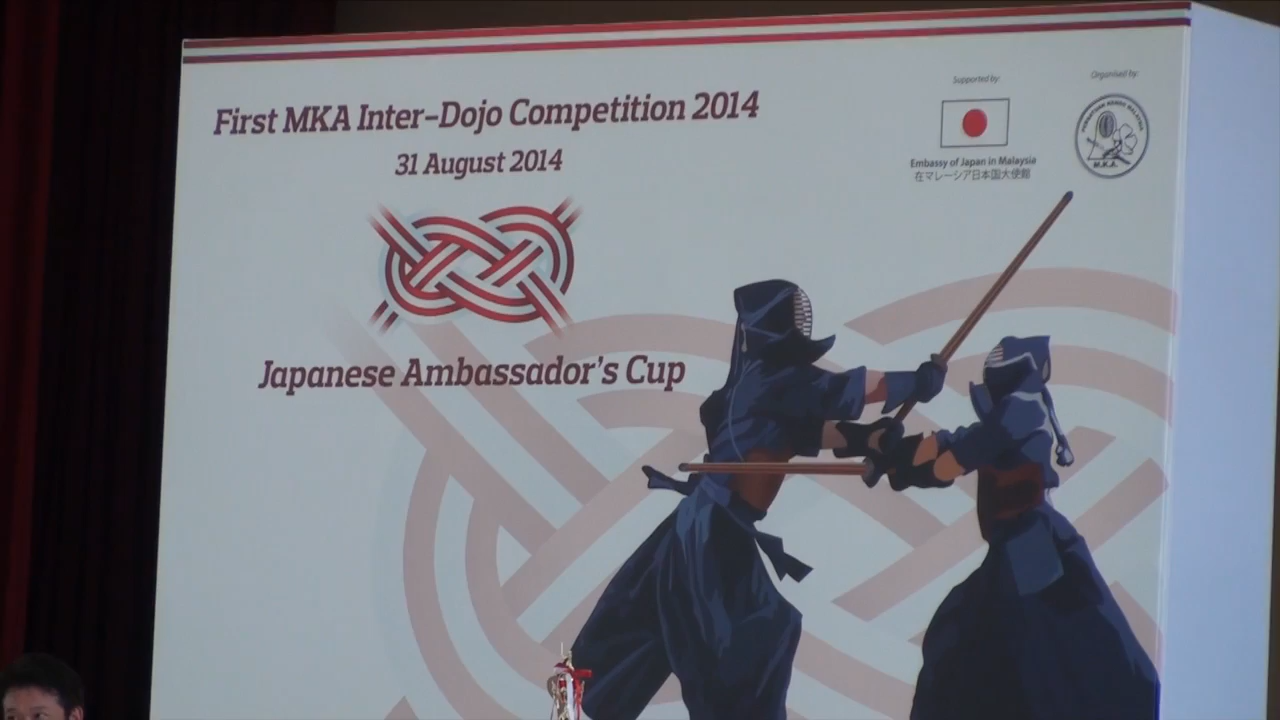 First MKA Inter-Dojo Competition 2014
31 August 2014
Japanese Ambassador's Cup
Supported by:
Embassy of Japan in Malaysia
在マレーシア日本国大使館
Organised by:
M.K.A.